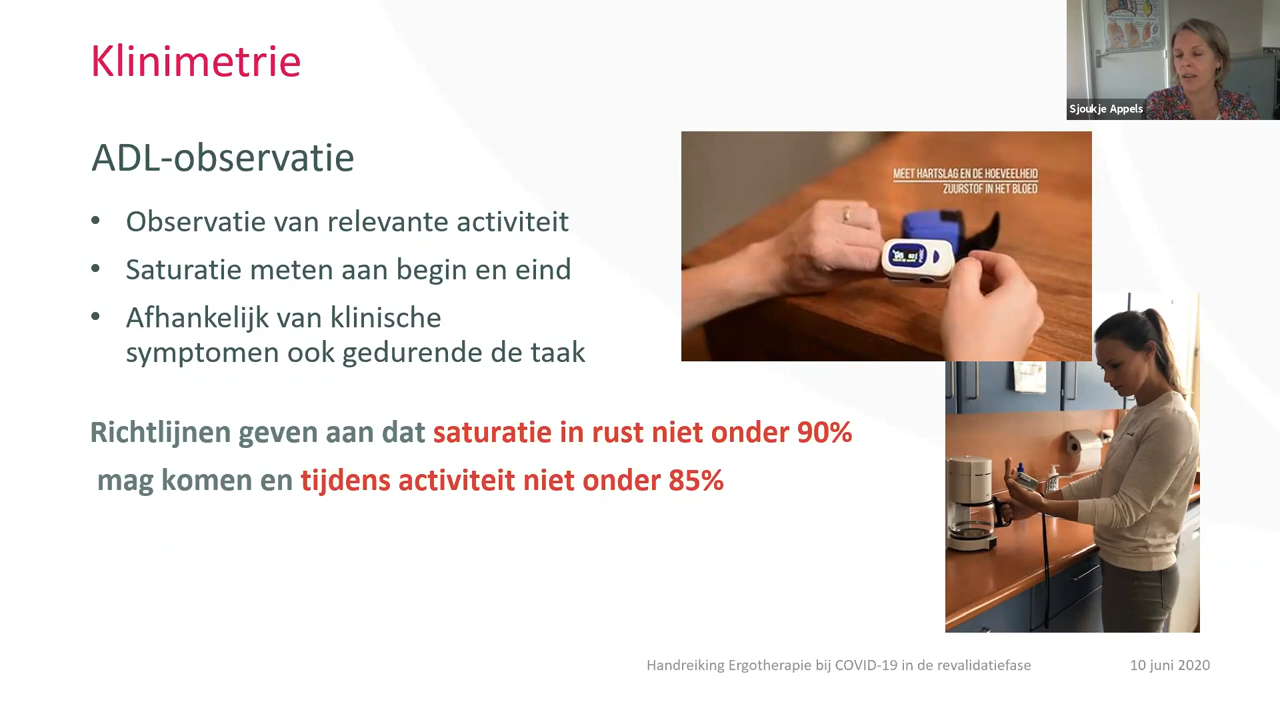 Klinimetrie
Sjoukje Appels
ADL-observatie
MEET HARTSLAG EN DE HOEVEELHEID
ZUURSTOF IN HET BLOED
• Observatie van relevante activiteit
• Saturatie meten aan begin en eind
• Afhankelijk van klinische
symptomen ook gedurende de taak
Richtlijnen geven aan dat saturatie in rust niet onder 90%
mag komen en tijdens activiteit niet onder 85%
Handreiking Ergotherapie bij COVID-19 in de revalidatiefase
10 juni 2020